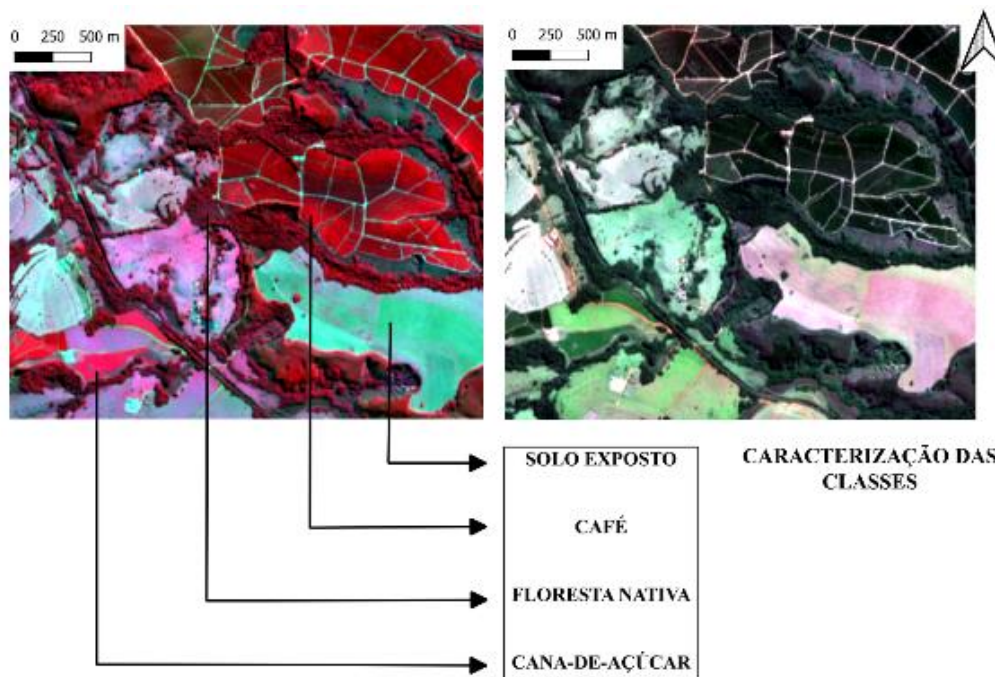 0 250 500 m
0 250 500 m
SOLO EXPOSTO
CARACTERIZAÇÃO DAS
CLASSES
CAFÉ
FLORESTA NATIVA
CANA-DE-AÇÚCAR